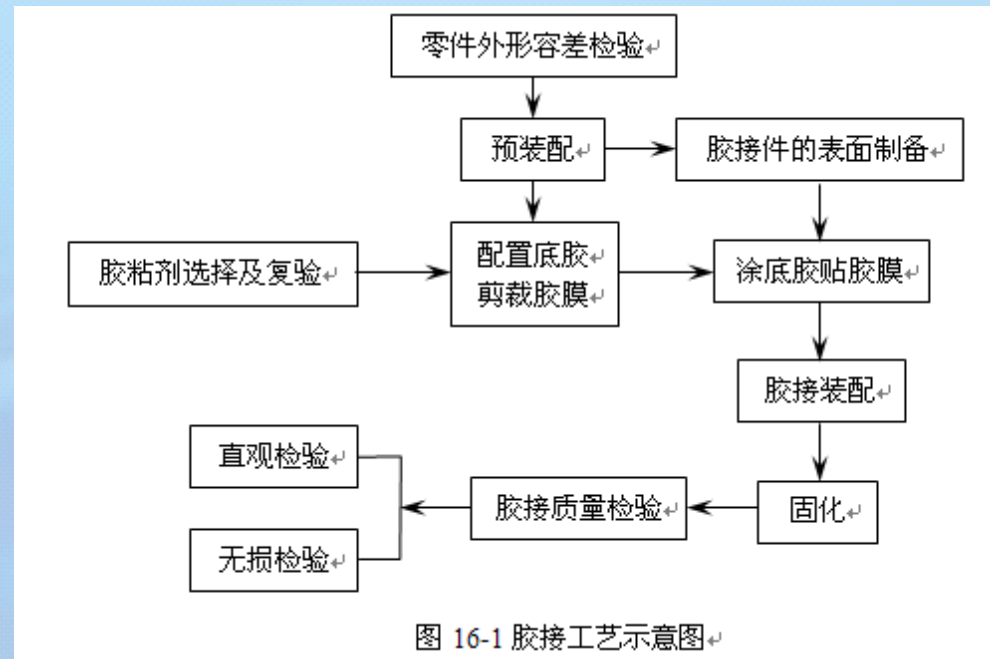 零件外形容差检验
预装配
胶接件的表面制备
胶粘剂选择及复验
配置底胶
剪裁胶膜
涂底胶贴胶膜
胶接装配
直观检验
胶接质量检验
固化
无损检验
图 16-1 胶接工艺示意图